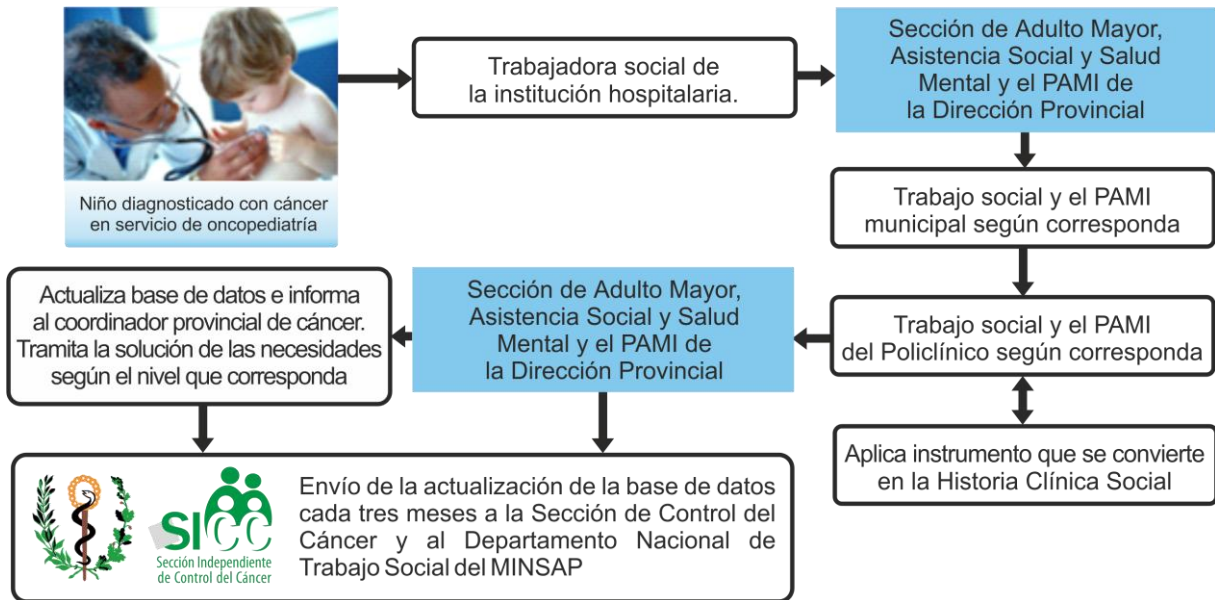 Niño diagnosticado con cáncer
en servicio de oncopediatría
Trabajadora social de
la institución hospitalaria.
Sección de Adulto Mayor,
Asistencia Social y Salud
Mental y el PAMI de
la Dirección Provincial
Trabajo social y el PAMI
municipal según corresponda
Trabajo social y el PAMI
del Policlínico según corresponda
Aplica instrumento que se convierte
en la Historia Clínica Social
Sección de Adulto Mayor,
Asistencia Social y Salud
Mental y el PAMI de
la Dirección Provincial
Actualiza base de datos e informa
al coordinador provincial de cáncer.
Tramita la solución de las necesidades
según el nivel que corresponda
SICC
Sección Independiente
de Control del Cáncer
Envío de la actualización de la base de datos
cada tres meses a la Sección de Control del
Cáncer y al Departamento Nacional de
Trabajo Social del MINSAP